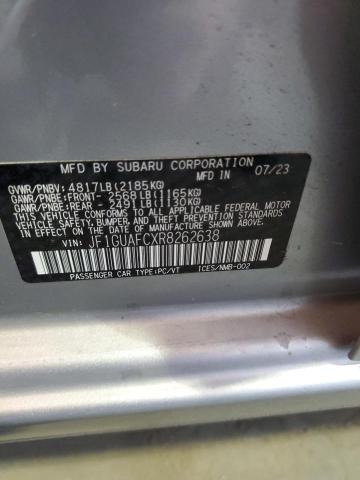 MFD BY SUBARU CORPORATION 07/23
MFD IN
GVWR/PNBV: 4817LB(2185KG)
GAWR/PNBE:FRONT- 2568LB(1165KG)
GAWR/PNBE:REAR - 2491LB(1130KG)
THIS VEHICLE CONFORMS TO ALL APPLICABLE FEDERAL MOTOR
VEHICLE SAFETY, BUMPER, AND THEFT PREVENTION
STANDARDS IN EFFECT ON THE DATE OF MANUFACTURE SHOWN ABOVE.
VIN: JF1GUAFCXR8262638
PASSENGER CAR TYPE:PC/VT ICES/NMB-002